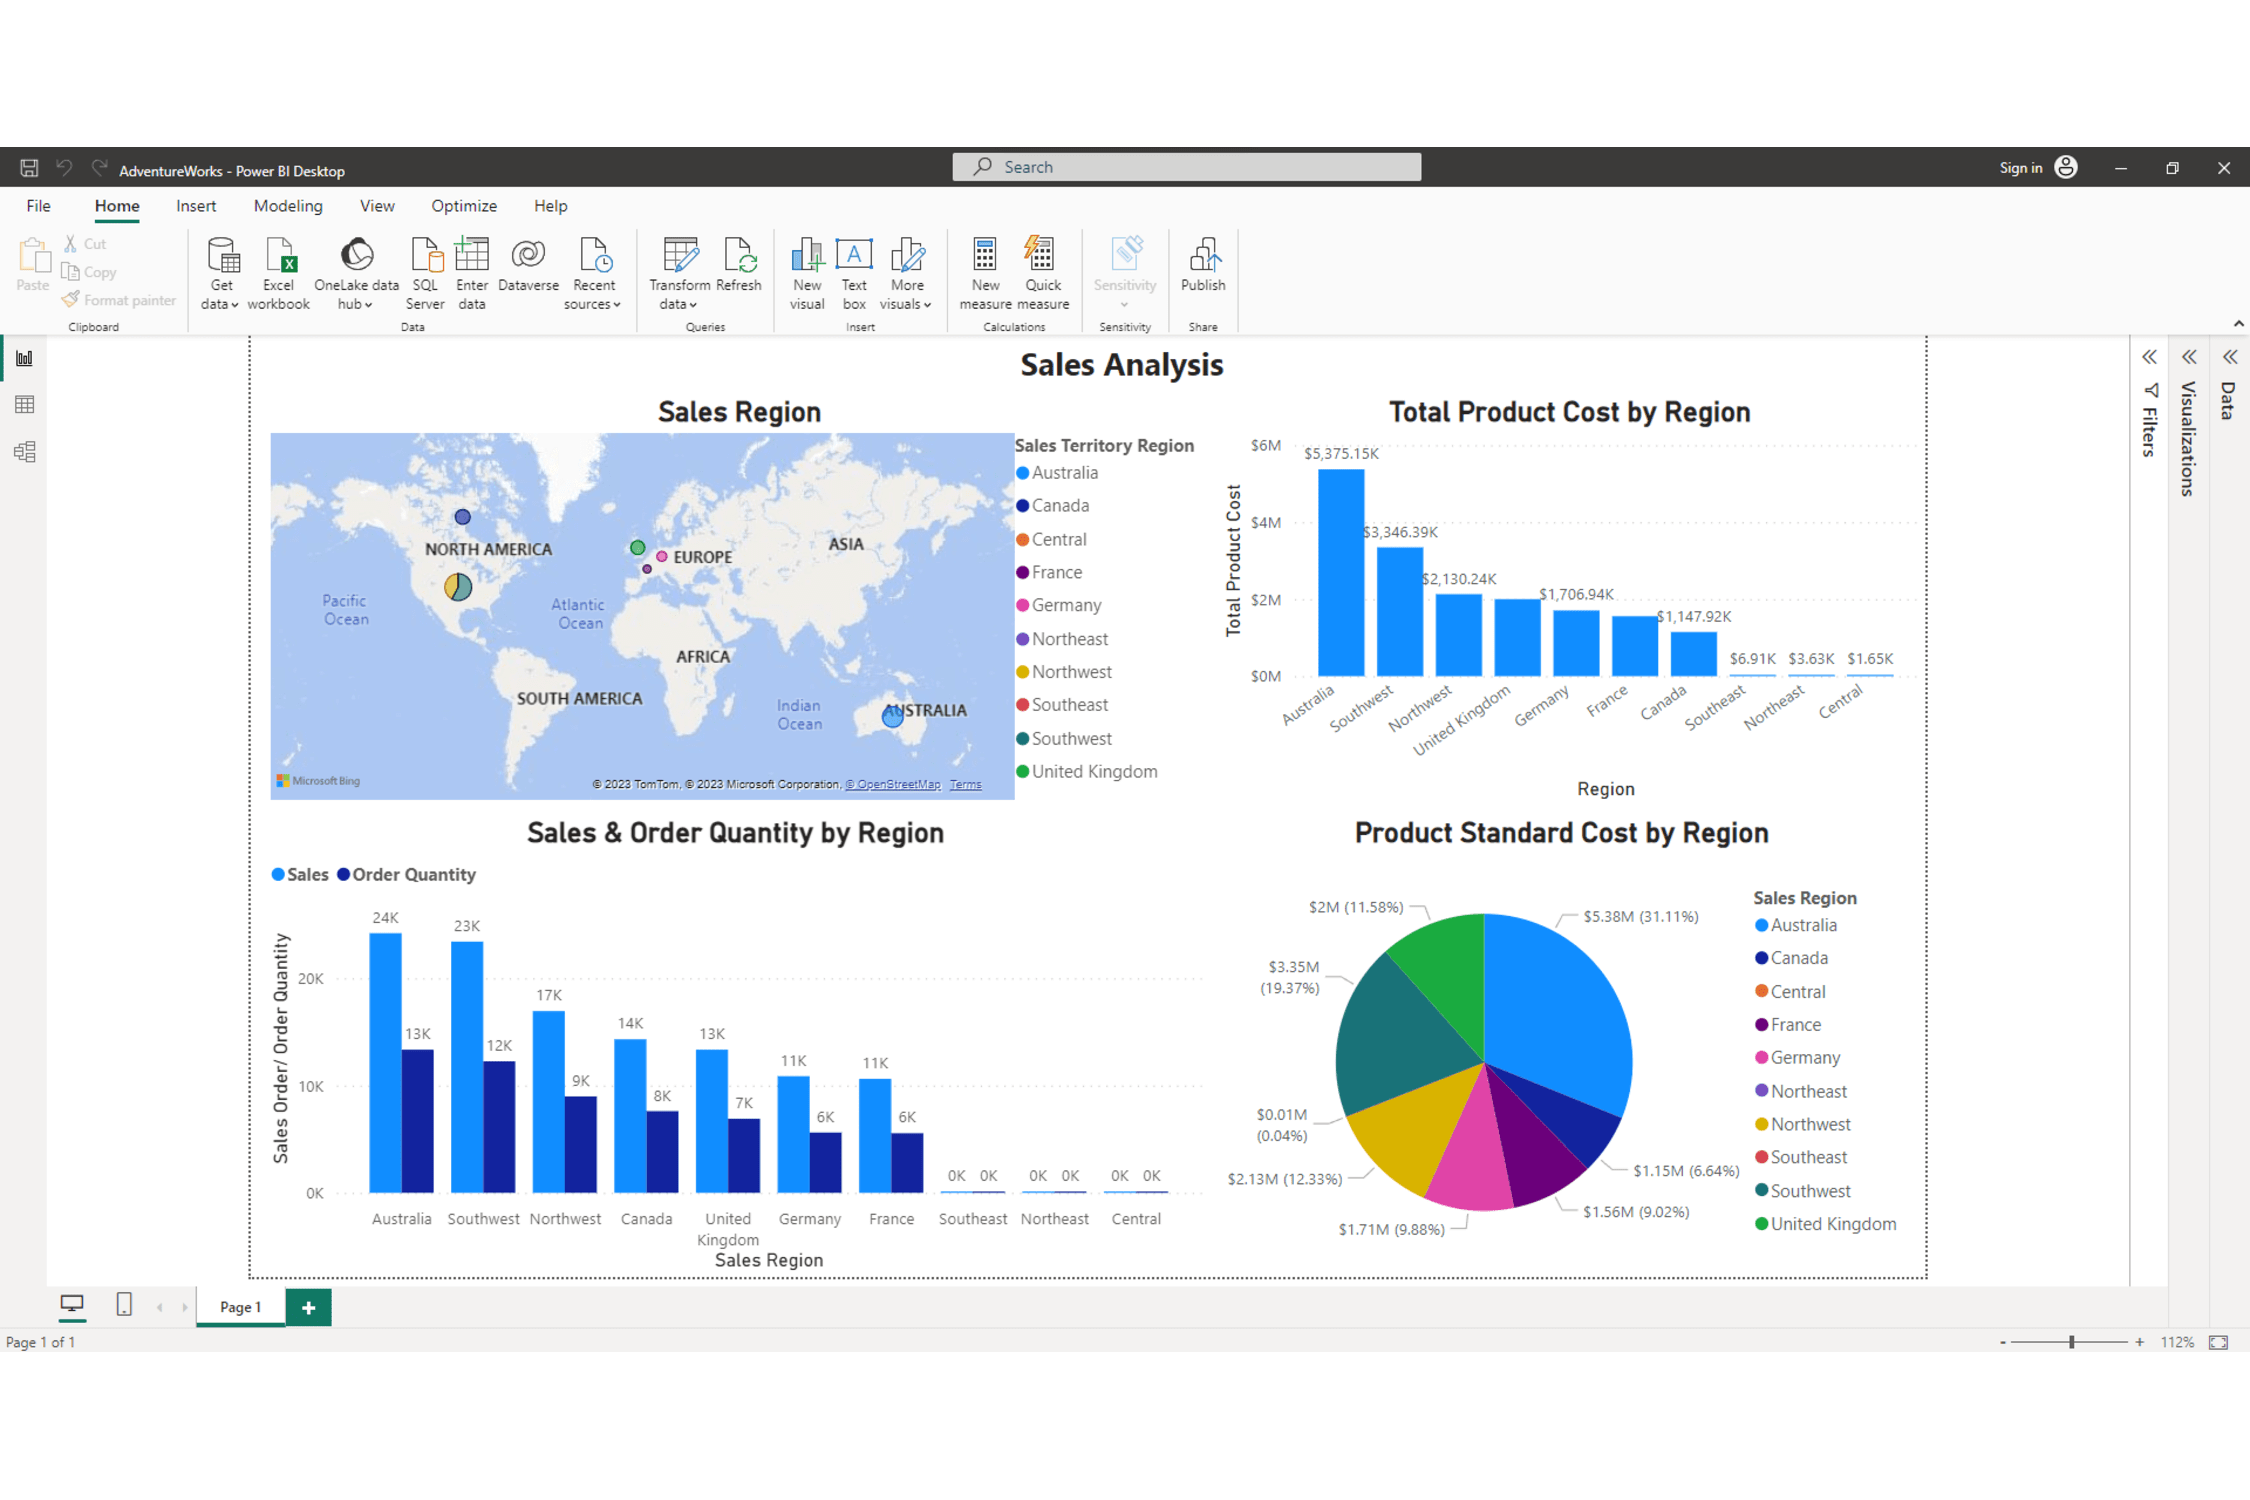 AdventureWorks - Power BI Desktop
Search
Sign in
File Home Insert Modeling View Optimize Help
Paste
Cut
Copy
Format painter
Clipboard
Get data
Excel workbook
OneLake data hub
SQL Server
Enter data
Dataverse
Recent sources
Data
Transform data
Refresh
Queries
New visual
Text box
More visuals
Insert
New measure
Quick measure
Calculations
Sensitivity
Sensitivity
Publish
Share
Filters
Visualizations
Data
Sales Analysis
Sales Region
NORTH AMERICA
EUROPE
ASIA
Pacific Ocean
Atlantic Ocean
AFRICA
SOUTH AMERICA
Indian Ocean
AUSTRALIA
Microsoft Bing
© 2023 TomTom, © 2023 Microsoft Corporation, © OpenStreetMap Terms
Sales Territory Region
Australia
Canada
Central
France
Germany
Northeast
Northwest
Southeast
Southwest
United Kingdom
Total Product Cost by Region
Total Product Cost
$6M
$4M
$2M
$0M
$5,375.15K
$3,346.39K
$2,130.24K
$1,706.94K
$1,147.92K
$6.91K $3.63K $1.65K
Australia
Southwest
Northwest
United Kingdom
Germany
France
Canada
Southeast
Northeast
Central
Region
Sales & Order Quantity by Region
Sales Order Quantity
Sales Order/ Order Quantity
20K
10K
0K
24K
13K
23K
12K
17K
9K
14K
8K
13K
7K
11K
6K
11K
6K
0K 0K
0K 0K
0K 0K
Australia Southwest Northwest Canada United Kingdom Germany France Southeast Northeast Central
Sales Region
Product Standard Cost by Region
$2M (11.58%)
$5.38M (31.11%)
$3.35M
(19.37%)
$0.01M
(0.04%)
$2.13M (12.33%)
$1.15M (6.64%)
$1.56M (9.02%)
$1.71M (9.88%)
Sales Region
Australia
Canada
Central
France
Germany
Northeast
Northwest
Southeast
Southwest
United Kingdom
Page 1
+
Page 1 of 1
- + 112%